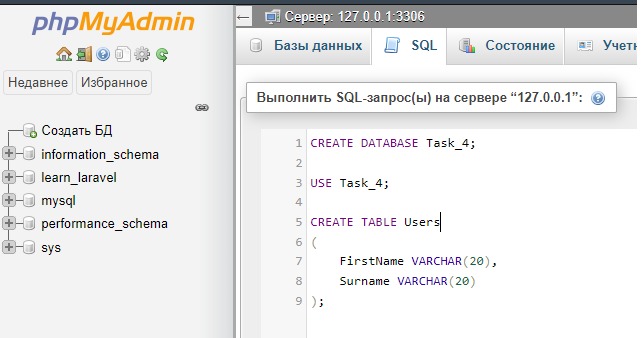 phpMyAdmin
Недавнее Избранное
Создать БД
information_schema
learn_laravel
mysql
performance_schema
sys
Сервер: 127.0.0.1:3306
Базы данных SQL Состояние Учетн
Выполнить SQL-запрос(ы) на сервере “127.0.0.1”:
1 CREATE DATABASE Task_4;
2
3 USE Task_4;
4
5 CREATE TABLE Users
6 (
7 FirstName VARCHAR(20),
8 Surname VARCHAR(20)
9 );